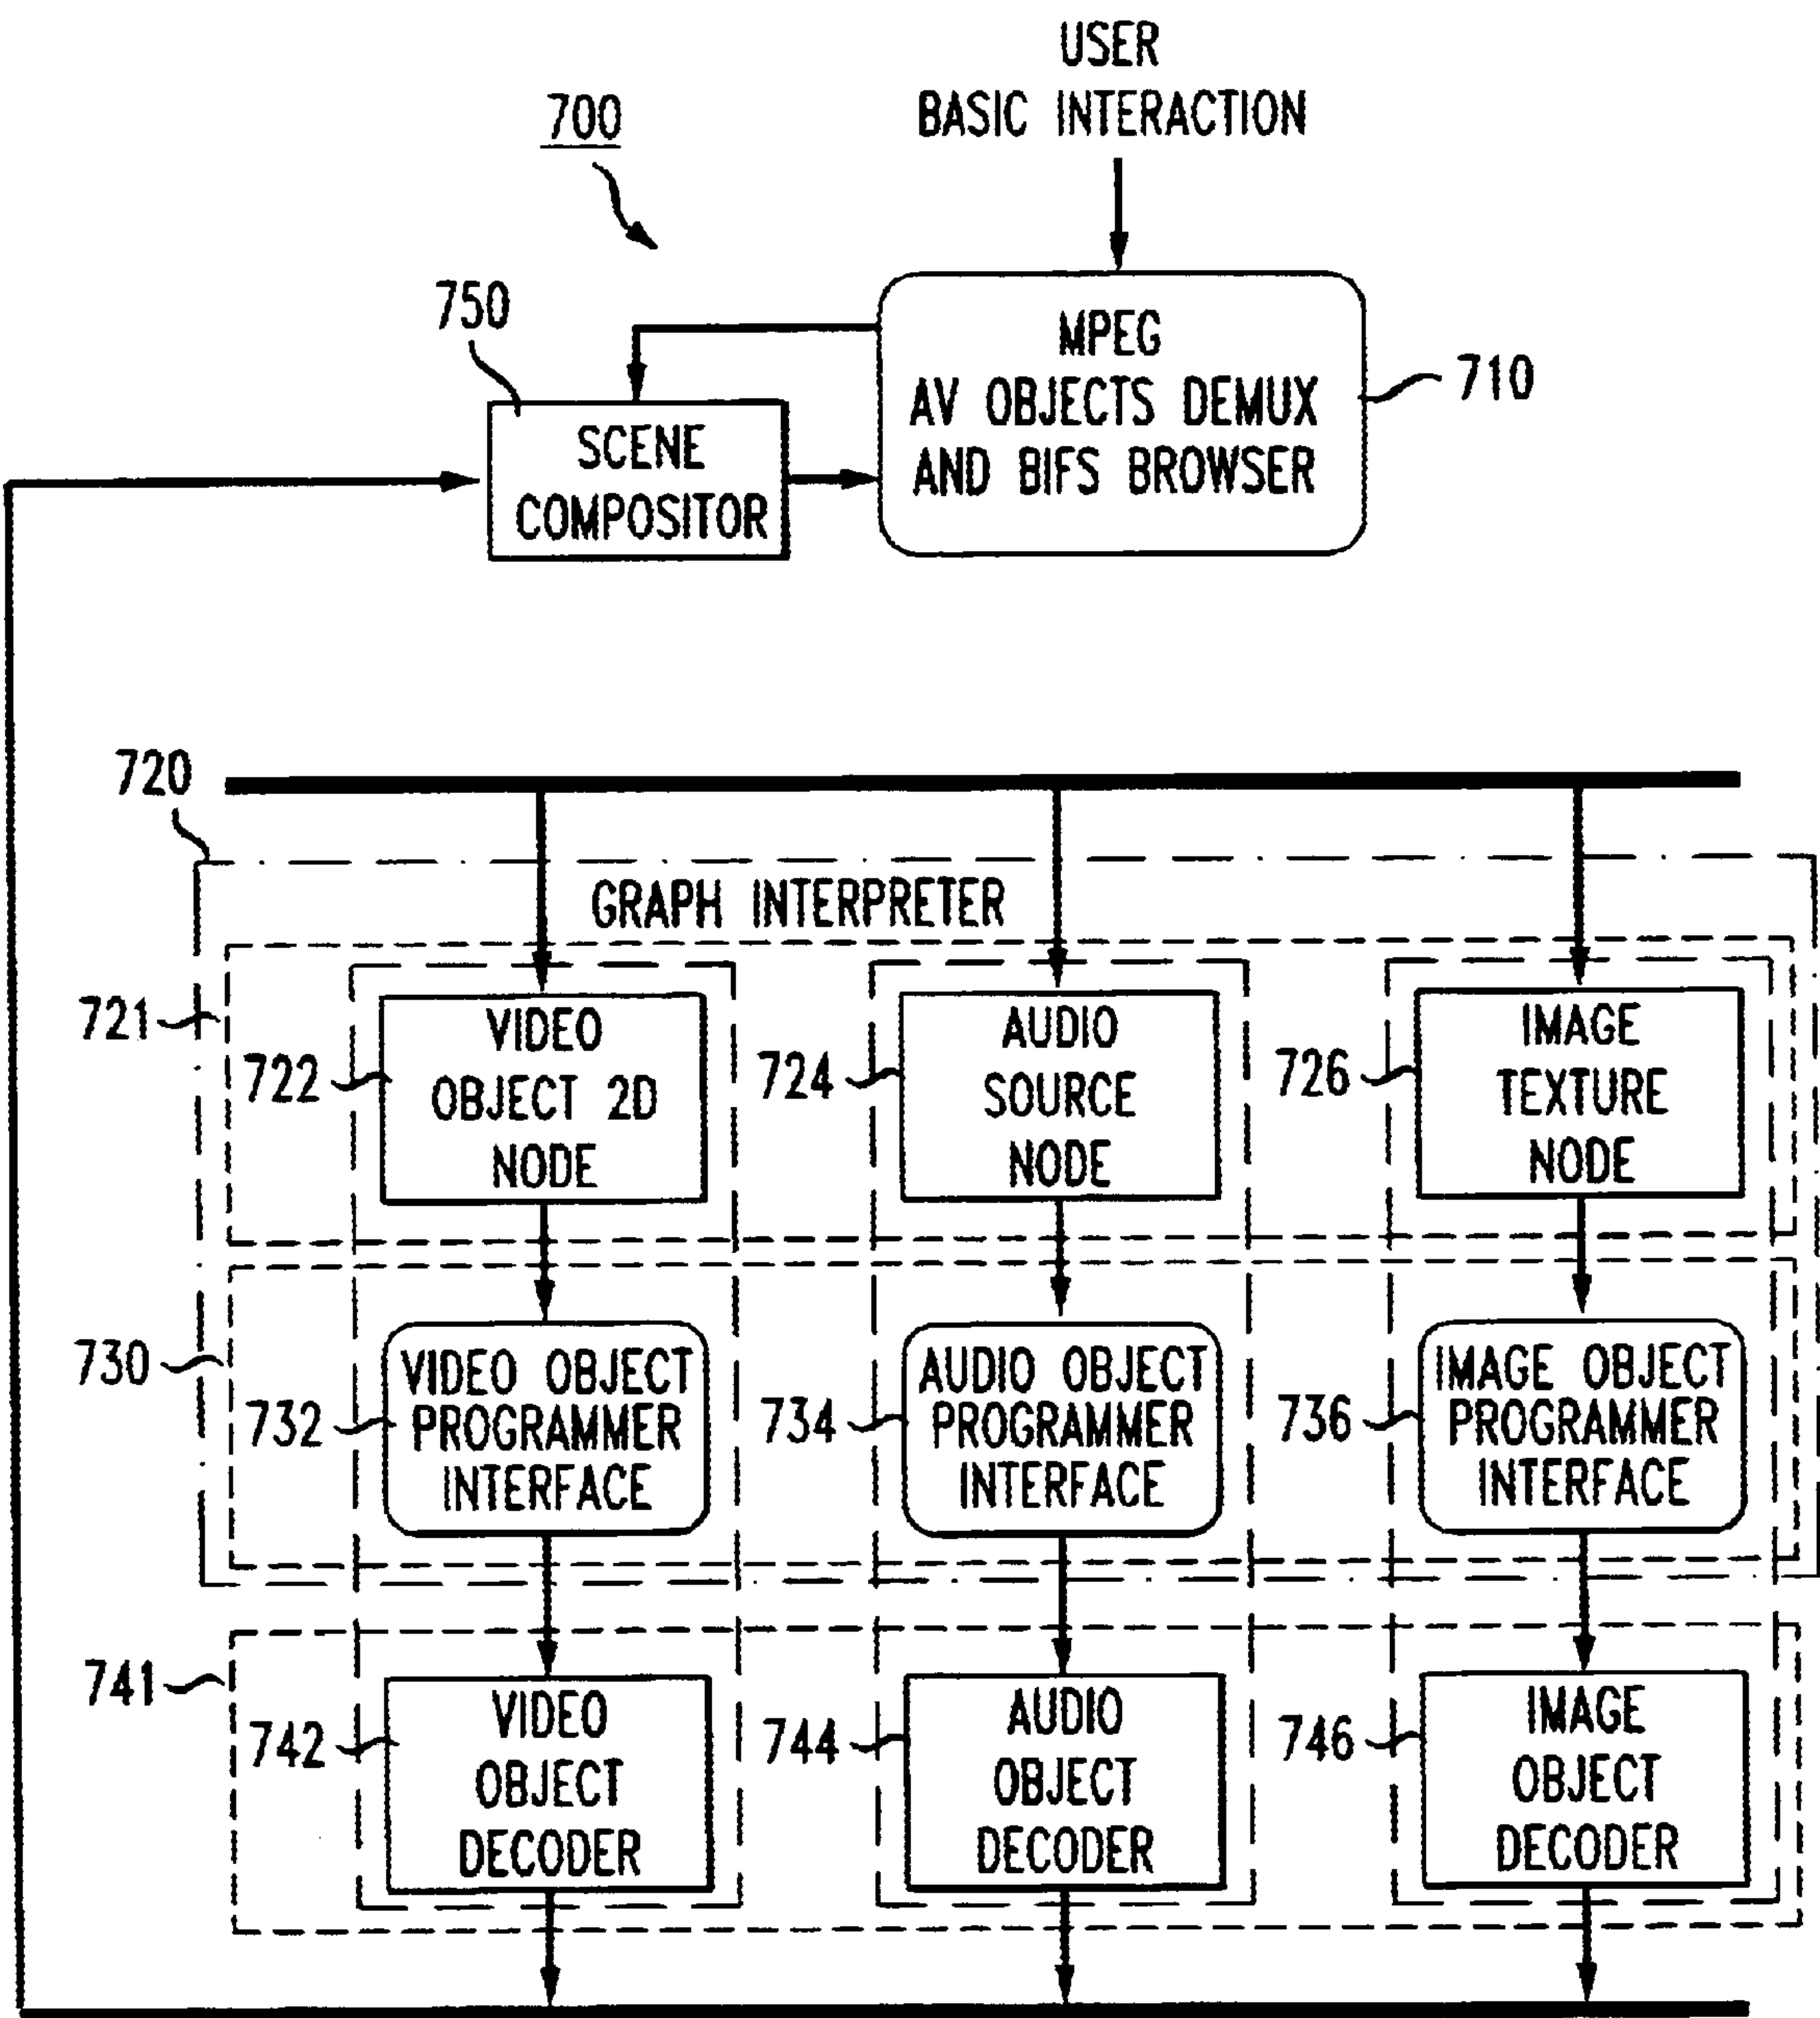 USER
BASIC INTERACTION
700
750
MPEG
AV OBJECTS DEMUX
AND BIFS BROWSER
710
SCENE
COMPOSITOR
720
GRAPH INTERPRETER
721
722
VIDEO
OBJECT 2D
NODE
724
AUDIO
SOURCE
NODE
726
IMAGE
TEXTURE
NODE
730
732
VIDEO OBJECT
PROGRAMMER
INTERFACE
734
AUDIO OBJECT
PROGRAMMER
INTERFACE
736
IMAGE OBJECT
PROGRAMMER
INTERFACE
741
742
VIDEO
OBJECT
DECODER
744
AUDIO
OBJECT
DECODER
746
IMAGE
OBJECT
DECODER